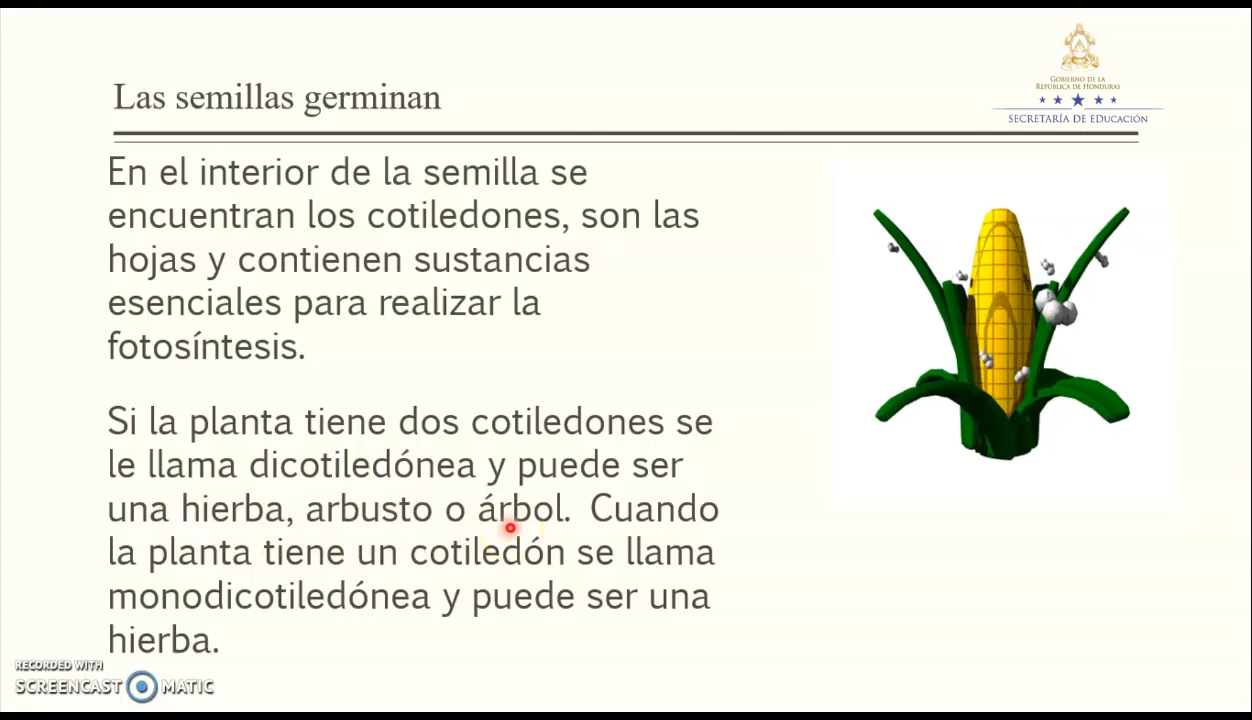 Las semillas germinan
GOBIERNO DE LA
REPÚBLICA DE HONDURAS
SECRETARÍA DE EDUCACIÓN
En el interior de la semilla se
encuentran los cotiledones, son las
hojas y contienen sustancias
esenciales para realizar la
fotosíntesis.
Si la planta tiene dos cotiledones se
le llama dicotiledónea y puede ser
una hierba, arbusto o árbol. Cuando
la planta tiene un cotiledón se llama
monodicotiledónea y puede ser una
hierba.
RECORDED WITH
SCREENCAST MATIC